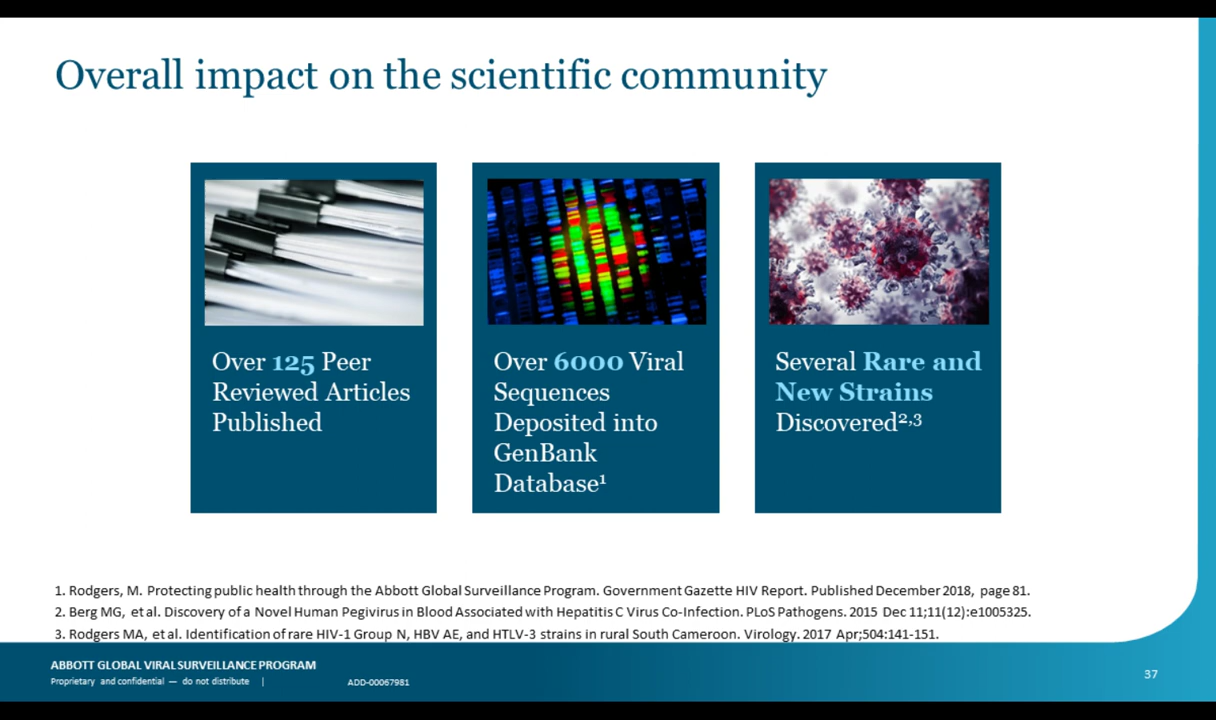 Overall impact on the scientific community
Over 125 Peer
Reviewed Articles
Published
Over 6000 Viral
Sequences
Deposited into
GenBank
Database¹
Several Rare and
New Strains
Discovered²,³
1. Rodgers, M. Protecting public health through the Abbott Global Surveillance Program. Government Gazette HIV Report. Published December 2018, page 81.
2. Berg MG, et al. Discovery of a Novel Human Pegivirus in Blood Associated with Hepatitis C Virus Co-Infection. PLoS Pathogens. 2015 Dec 11;11(12):e1005325.
3. Rodgers MA, et al. Identification of rare HIV-1 Group N, HBV AE, and HTLV-3 strains in rural South Cameroon. Virology. 2017 Apr;504:141-151.
ABBOTT GLOBAL VIRAL SURVEILLANCE PROGRAM
Proprietary and confidential — do not distribute | ADD-00067981
37